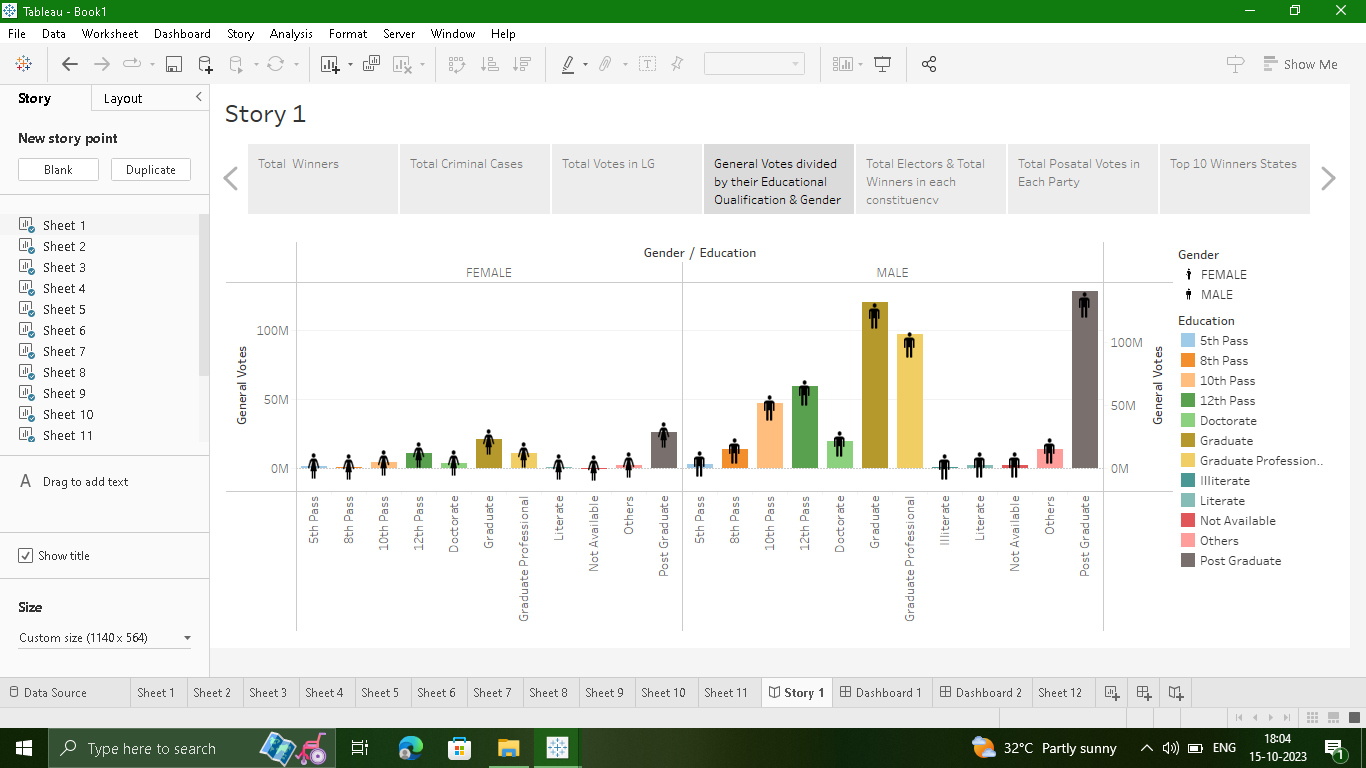 Tableau - Book1
File Data Worksheet Dashboard Story Analysis Format Server Window Help
Show Me
Story Layout
New story point
Blank Duplicate
Sheet 1
Sheet 2
Sheet 3
Sheet 4
Sheet 5
Sheet 6
Sheet 7
Sheet 8
Sheet 9
Sheet 10
Sheet 11
A Drag to add text
Show title
Size
Custom size (1140 x 564)
Story 1
Total Winners
Total Criminal Cases
Total Votes in LG
General Votes divided
by their Educational
Qualification & Gender
Total Electors & Total
Winners in each
constituency
Total Posatal Votes in
Each Party
Top 10 Winners States
Gender / Education
FEMALE MALE
General Votes
100M
50M
0M
100M
50M
0M
General Votes
5th Pass
8th Pass
10th Pass
12th Pass
Doctorate
Graduate
Graduate Professional
Literate
Not Available
Others
Post Graduate
5th Pass
8th Pass
10th Pass
12th Pass
Doctorate
Graduate
Graduate Professional
Illiterate
Literate
Not Available
Others
Post Graduate
Gender
FEMALE
MALE
Education
5th Pass
8th Pass
10th Pass
12th Pass
Doctorate
Graduate
Graduate Profession..
Illiterate
Literate
Not Available
Others
Post Graduate
Data Source Sheet 1 Sheet 2 Sheet 3 Sheet 4 Sheet 5 Sheet 6 Sheet 7 Sheet 8 Sheet 9 Sheet 10 Sheet 11 Story 1 Dashboard 1 Dashboard 2 Sheet 12
Type here to search
32°C Partly sunny
ENG
18:04
15-10-2023
1